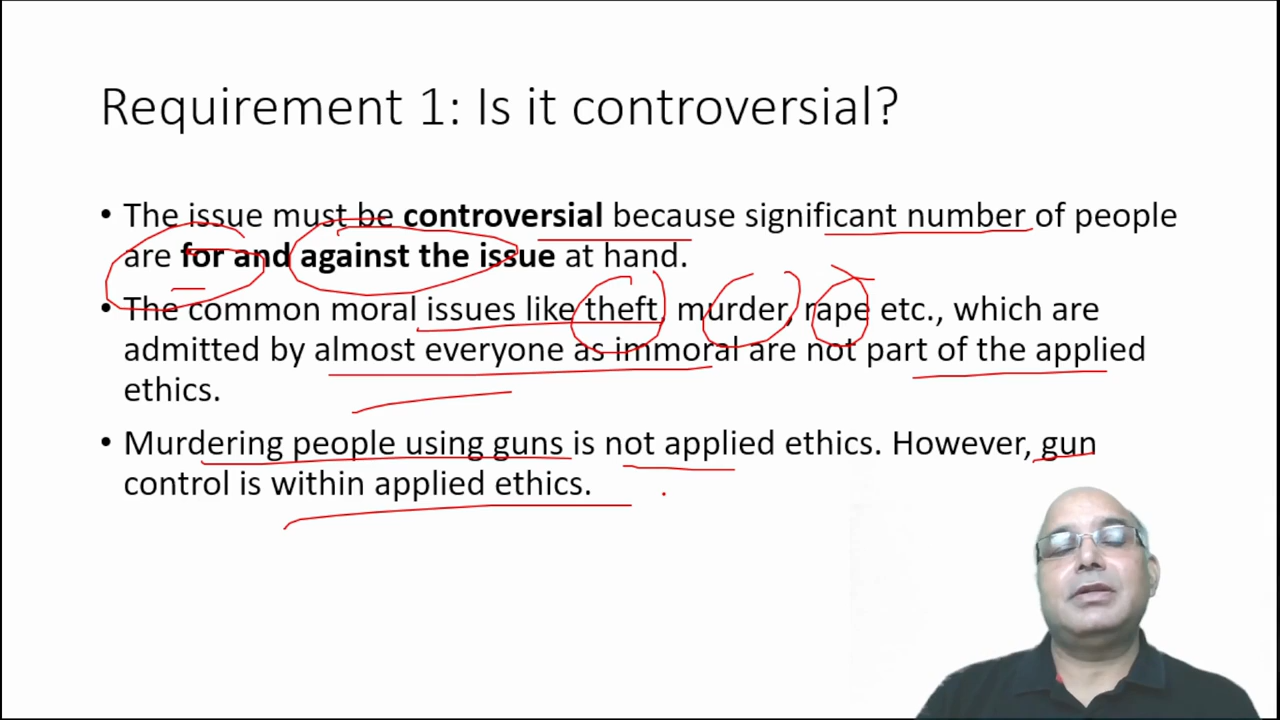 Requirement 1: Is it controversial?
• The issue must be controversial because significant number of people
are for and against the issue at hand.
• The common moral issues like theft, murder, rape etc., which are
admitted by almost everyone as immoral are not part of the applied
ethics.
• Murdering people using guns is not applied ethics. However, gun
control is within applied ethics.